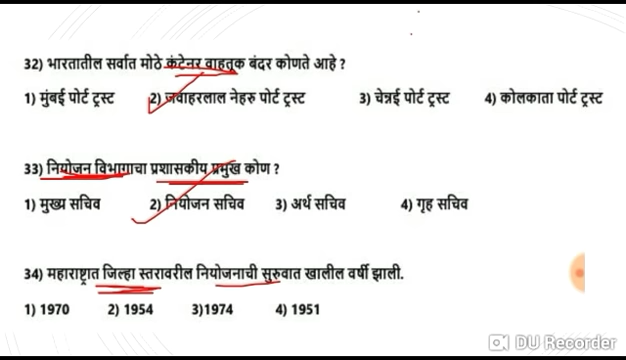 32) भारतातील सर्वात मोठे कंटेनर वाहतूक बंदर कोणते आहे ?
1) मुंबई पोर्ट ट्रस्ट 2) जवाहरलाल नेहरु पोर्ट ट्रस्ट 3) चेन्नई पोर्ट ट्रस्ट 4) कोलकाता पोर्ट ट्रस्ट
33) नियोजन विभागाचा प्रशासकीय प्रमुख कोण ?
1) मुख्य सचिव 2) नियोजन सचिव 3) अर्थ सचिव 4) गृह सचिव
34) महाराष्ट्रात जिल्हा स्तरावरील नियोजनाची सुरुवात खालील वर्षी झाली.
1) 1970 2) 1954 3)1974 4) 1951
DU Recorder